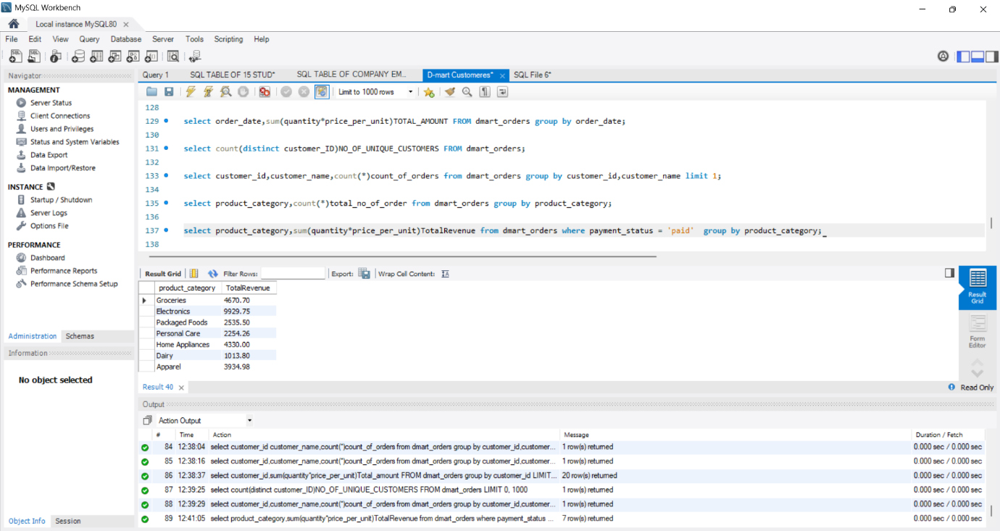 MySQL Workbench
Local instance MySQL80
File Edit View Query Database Server Tools Scripting Help
Navigator
MANAGEMENT
Server Status
Client Connections
Users and Privileges
Status and System Variables
Data Export
Data Import/Restore
INSTANCE
Startup / Shutdown
Server Logs
Options File
PERFORMANCE
Dashboard
Performance Reports
Performance Schema Setup
Administration Schemas
Information
No object selected
Object Info Session
Query 1 SQL TABLE OF 15 STUD* SQL TABLE OF COMPANY EM... D-mart Customeres* SQL File 6*
Limit to 1000 rows
128
129 select order_date,sum(quantity*price_per_unit)TOTAL_AMOUNT FROM dmart_orders group by order_date;
130
131 select count(distinct customer_ID)NO_OF_UNIQUE_CUSTOMERS FROM dmart_orders;
132
133 select customer_id,customer_name,count(*)count_of_orders from dmart_orders group by customer_id,customer_name limit 1;
134
135 select product_category,count(*)total_no_of_order from dmart_orders group by product_category;
136
137 select product_category,sum(quantity*price_per_unit)TotalRevenue from dmart_orders where payment_status = 'paid'  group by product_category;
138
Result Grid Filter Rows: Export: Wrap Cell Content:
product_category TotalRevenue
Groceries 4670.70
Electronics 9929.75
Packaged Foods 2535.50
Personal Care 2254.26
Home Appliances 4330.00
Dairy 1013.80
Apparel 3934.98
Result
Grid
Form
Editor
Result 40 Read Only
Output
Action Output
# Time Action Message Duration / Fetch
84 12:38:04 select customer_id customer_name,count(*)count_of_orders from dmart_orders group by customer_id,customer... 1 row(s) returned 0.000 sec / 0.000 sec
85 12:38:16 select customer_id,customer_name,count(*)count_of_orders from dmart_orders group by customer_id,customer... 1 row(s) returned 0.000 sec / 0.000 sec
86 12:38:37 select customer_id,sum(quantity*price_per_unit)Total_amount FROM dmart_orders group by customer_id LIMIT... 20 row(s) returned 0.000 sec / 0.000 sec
87 12:39:25 select count(distinct customer_ID)NO_OF_UNIQUE_CUSTOMERS FROM dmart_orders LIMIT 0, 1000 1 row(s) returned 0.000 sec / 0.000 sec
88 12:39:29 select customer_id,customer_name,count(*)count_of_orders from dmart_orders group by customer_id,customer... 1 row(s) returned 0.000 sec / 0.000 sec
89 12:41:05 select product_category,sum(quantity*price_per_unit)TotalRevenue from dmart_orders where payment_status ... 7 row(s) returned 0.000 sec / 0.000 sec